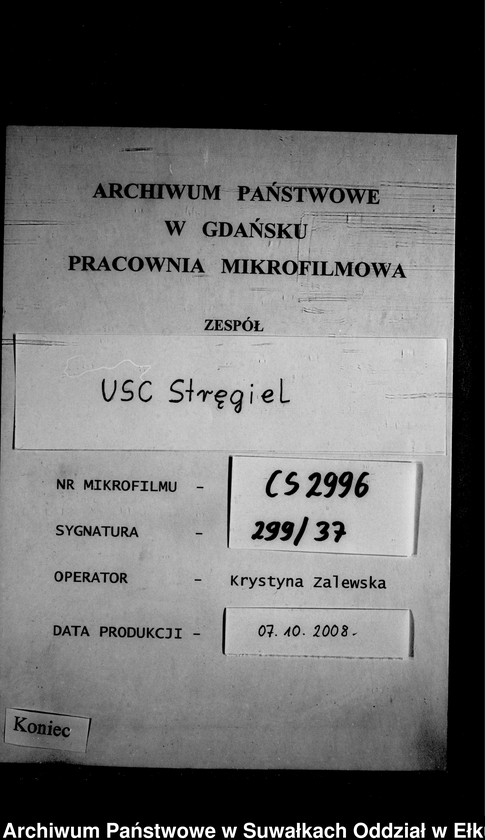 ARCHIWUM PAŃSTWOWE
W GDAŃSKU
PRACOWNIA MIKROFILMOWA
ZESPÓŁ
USC Stręgiel
NR MIKROFILMU - CS 2996
SYGNATURA - 299/37
OPERATOR - Krystyna Zalewska
DATA PRODUKCJI - 07.10.2008.
Koniec
Archiwum Państwowe w Suwałkach Oddział w Ełk